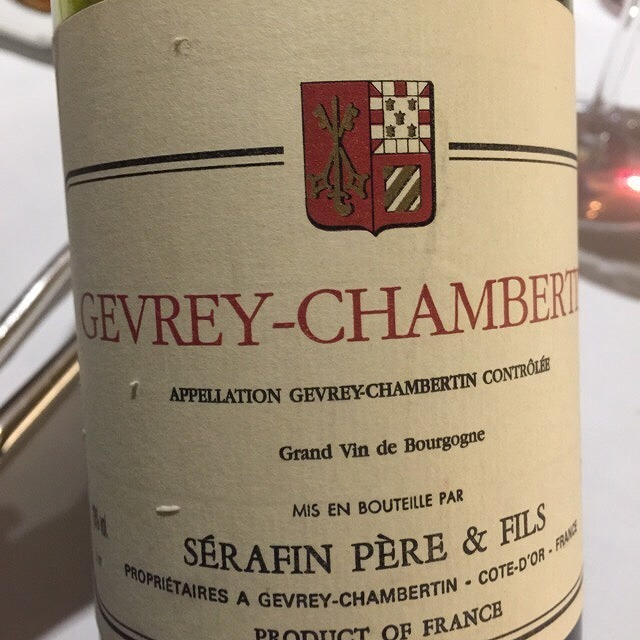 GEVREY-CHAMBERTI
APPELLATION GEVREY-CHAMBERTIN CONTRÔLÉE
Grand Vin de Bourgogne
MIS EN BOUTEILLE PAR
SÉRAFIN PÈRE & FILS
PROPRIÉTAIRES A GEVREY-CHAMBERTIN - COTE-D'OR - FRANCE
PRODUCT OF FRANCE